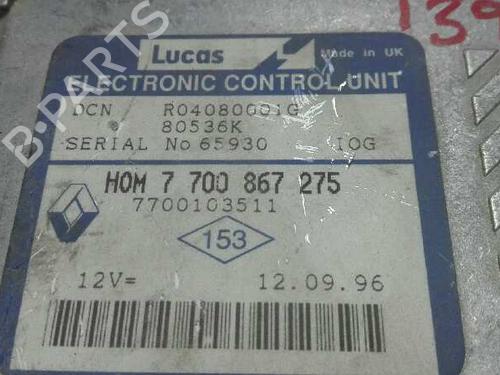 Lucas
Made in UK
ELECTRONIC CONTROL UNIT
DCN R04080001G
80536K
SERIAL No 65930 IOG
HOM 7 700 867 275
7700103511
153
12V= 12.09.96
B-PARTS